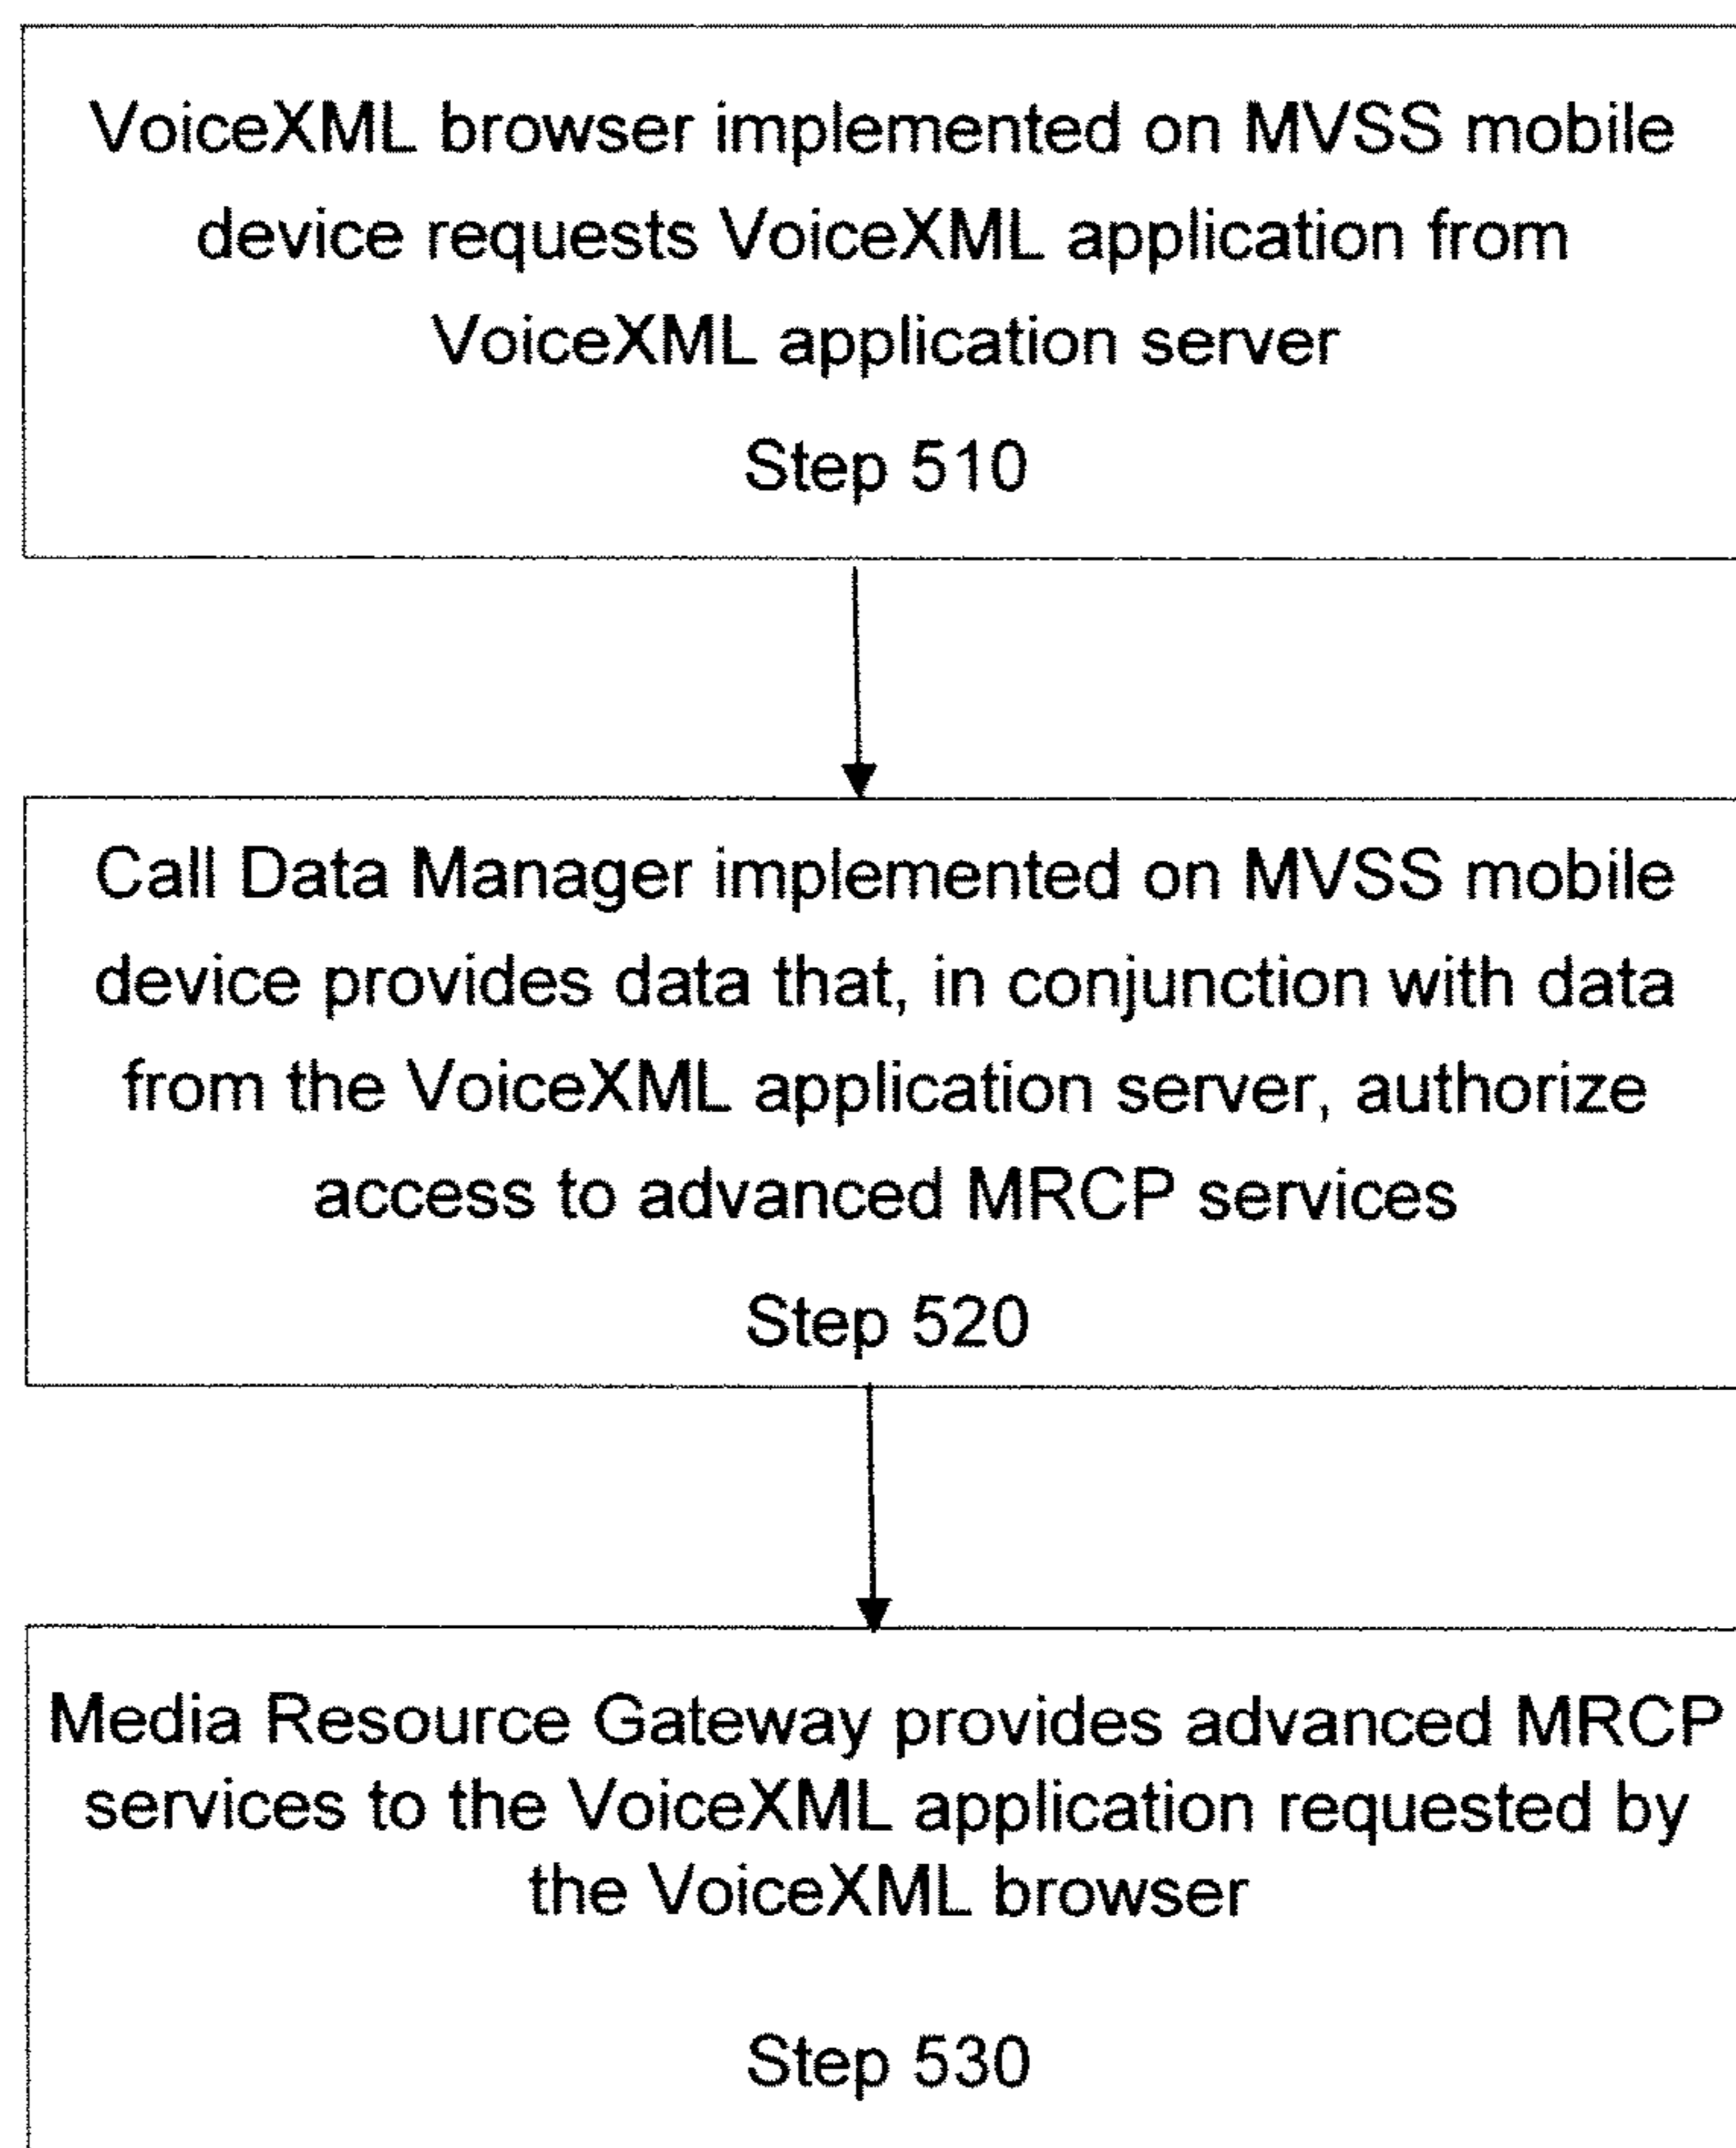 VoiceXML browser implemented on MVSS mobile
device requests VoiceXML application from
VoiceXML application server
Step 510
Call Data Manager implemented on MVSS mobile
device provides data that, in conjunction with data
from the VoiceXML application server, authorize
access to advanced MRCP services
Step 520
Media Resource Gateway provides advanced MRCP
services to the VoiceXML application requested by
the VoiceXML browser
Step 530